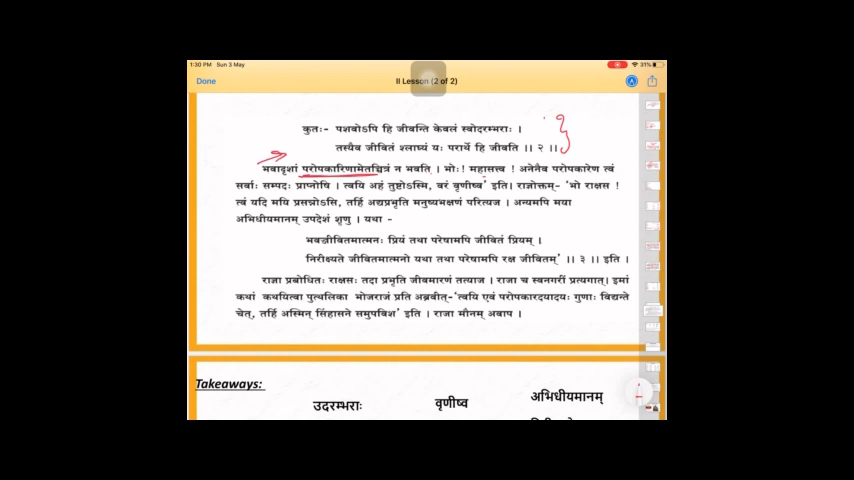 1:30 PM Sun 3 May
31%
Done
II Lesson (2 of 2)
कुतः- पशवोऽपि हि जीवन्ति केवलं स्वोदरम्भराः ।
तस्यैव जीवितं श्लाघ्यं यः परार्थे हि जीवति ।। २ ।।
भवादृशां परोपकारिणामेतच्चित्रं न भवति । भोः! महासत्त्व ! अनेनैव परोपकारेण त्वं
सर्वाः सम्पदः प्राप्नोषि । त्वयि अहं तुष्टोऽस्मि, वरं वृणीष्व' इति। राज्ञोक्तम्- 'भो राक्षस !
त्वं यदि मयि प्रसन्नोऽसि, तर्हि अद्यप्रभृति मनुष्यभक्षणं परित्यज । अन्यमपि मया
अभिधीयमानम् उपदेशं शृणु । यथा -
भवज्जीवितमात्मनः प्रियं तथा परेषामपि जीवितं प्रियम् ।
निरीक्ष्यते जीवितमात्मनो यथा तथा परेषामपि रक्ष जीवितम्' ।। ३ ।। इति ।
राज्ञा प्रबोधितः राक्षसः तदा प्रभृति जीवमारणं तत्याज । राजा च स्वनगरीं प्रत्यगात्। इमां
कथां कथयित्वा पुत्थलिका भोजराजं प्रति अब्रवीत्-'त्वयि एवं परोपकारदयादयः गुणाः विद्यन्ते
चेत्, तर्हि अस्मिन् सिंहासने समुपविश' इति । राजा मौनम् अवाप ।
Takeaways:
उदरम्भराः वृणीष्व अभिधीयमानम्